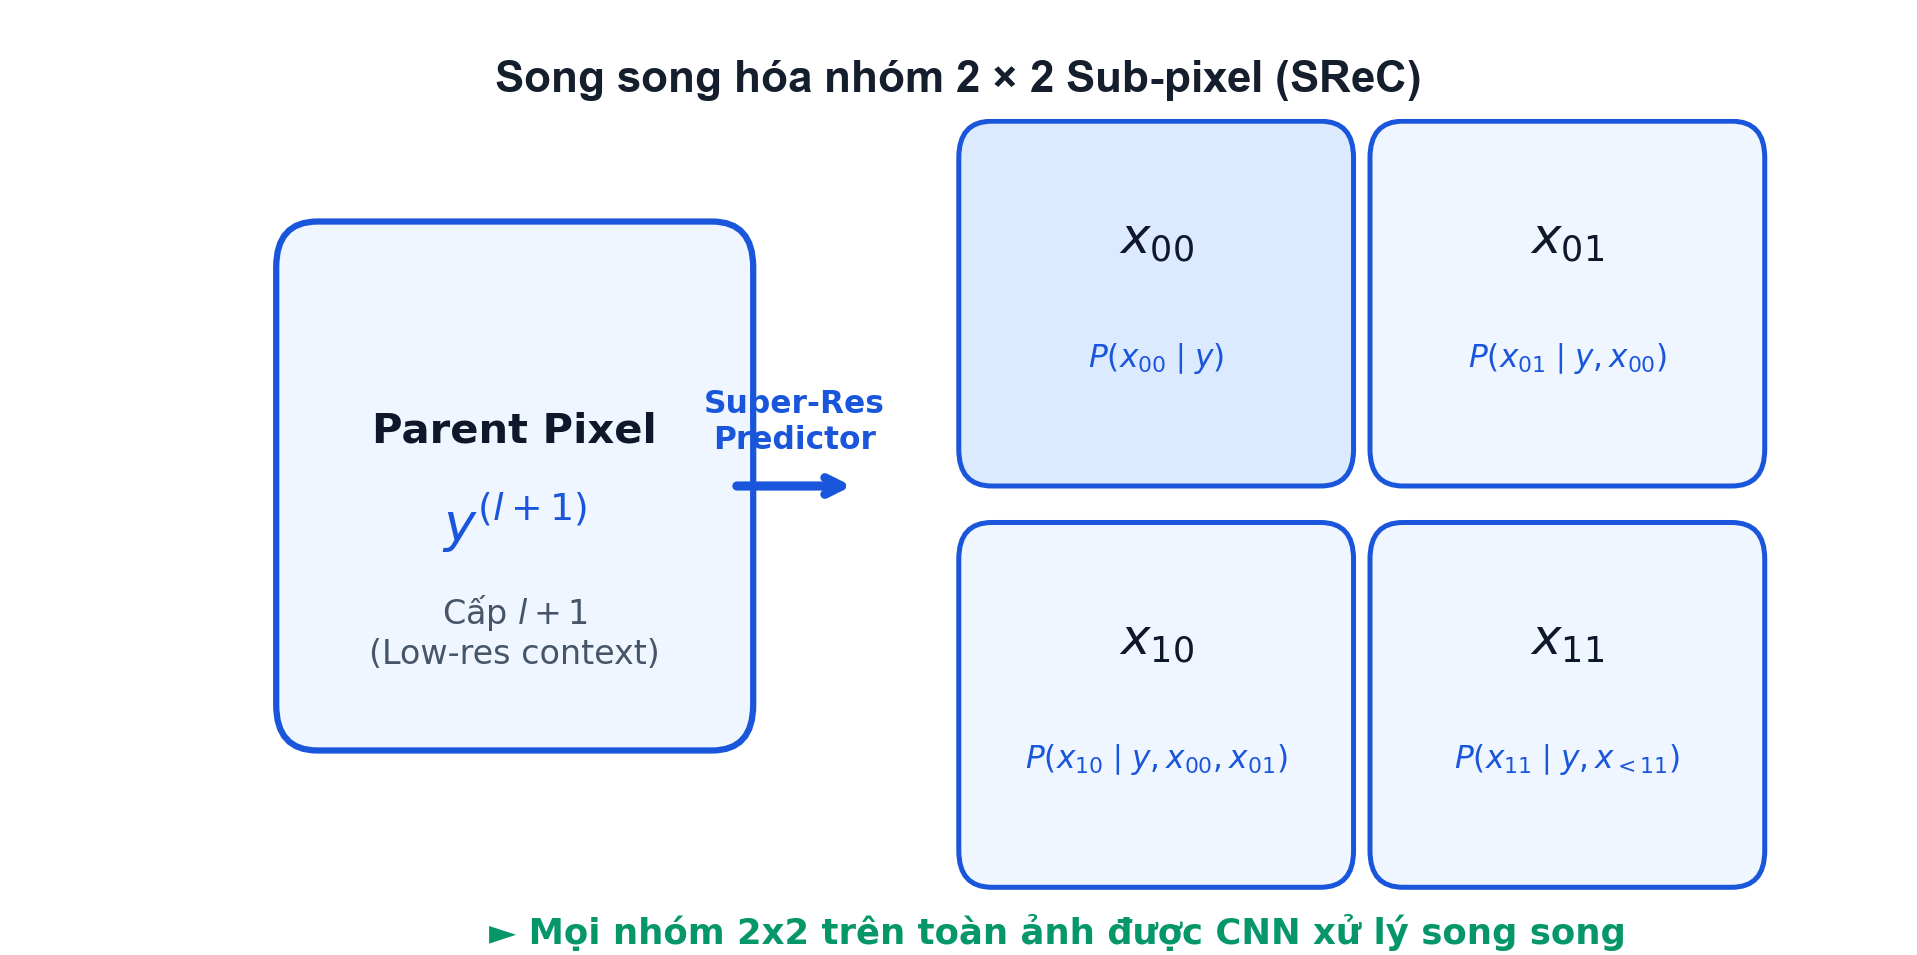 Song song hóa nhóm 2 × 2 Sub-pixel (SReC)
Parent Pixel
y^(l + 1)
Cấp l + 1
(Low-res context)
Super-Res
Predictor
x₀₀
P(x₀₀ | y)
x₀₁
P(x₀₁ | y, x₀₀)
x₁₀
P(x₁₀ | y, x₀₀, x₀₁)
x₁₁
P(x₁₁ | y, x₍<₁₁₎)
► Mọi nhóm 2x2 trên toàn ảnh được CNN xử lý song song